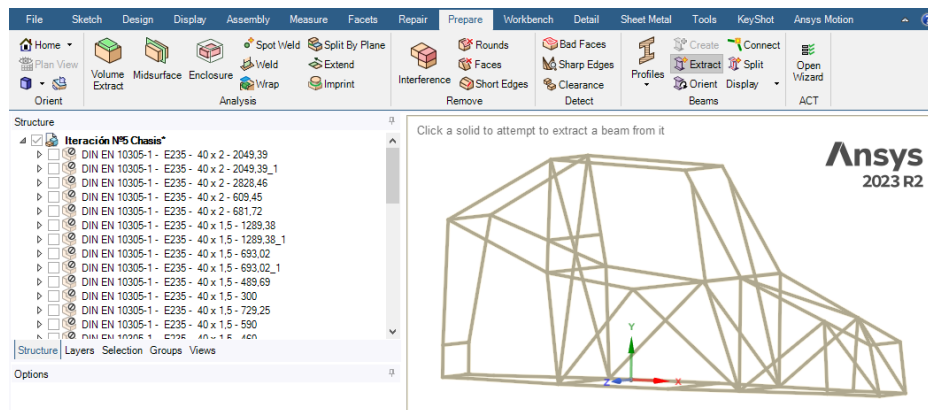 File Sketch Design Display Assembly Measure Facets Repair Prepare Workbench Detail Sheet Metal Tools KeyShot Ansys Motion
Home
Plan View
Orient
Volume Extract
Midsurface
Enclosure
Spot Weld
Weld
Wrap
Split By Plane
Extend
Imprint
Analysis
Interference
Rounds
Faces
Short Edges
Remove
Bad Faces
Sharp Edges
Clearance
Detect
Profiles
Create
Connect
Extract
Split
Orient
Display
Beams
Open Wizard
ACT
Structure
Iteración Nº5 Chasis*
DIN EN 10305-1 - E235 - 40 x 2 - 2049,39
DIN EN 10305-1 - E235 - 40 x 2 - 2049,39_1
DIN EN 10305-1 - E235 - 40 x 2 - 2828,46
DIN EN 10305-1 - E235 - 40 x 2 - 609,45
DIN EN 10305-1 - E235 - 40 x 2 - 681,72
DIN EN 10305-1 - E235 - 40 x 1,5 - 1289,38
DIN EN 10305-1 - E235 - 40 x 1,5 - 1289,38_1
DIN EN 10305-1 - E235 - 40 x 1,5 - 693,02
DIN EN 10305-1 - E235 - 40 x 1,5 - 693,02_1
DIN EN 10305-1 - E235 - 40 x 1,5 - 489,69
DIN EN 10305-1 - E235 - 40 x 1,5 - 300
DIN EN 10305-1 - E235 - 40 x 1,5 - 729,25
DIN EN 10305-1 - E235 - 40 x 1,5 - 590
DIN EN 10305-1 - E235 - 40 x 1,5 - 460
Structure Layers Selection Groups Views
Options
Click a solid to attempt to extract a beam from it
Ansys
2023 R2
Y
Z
X